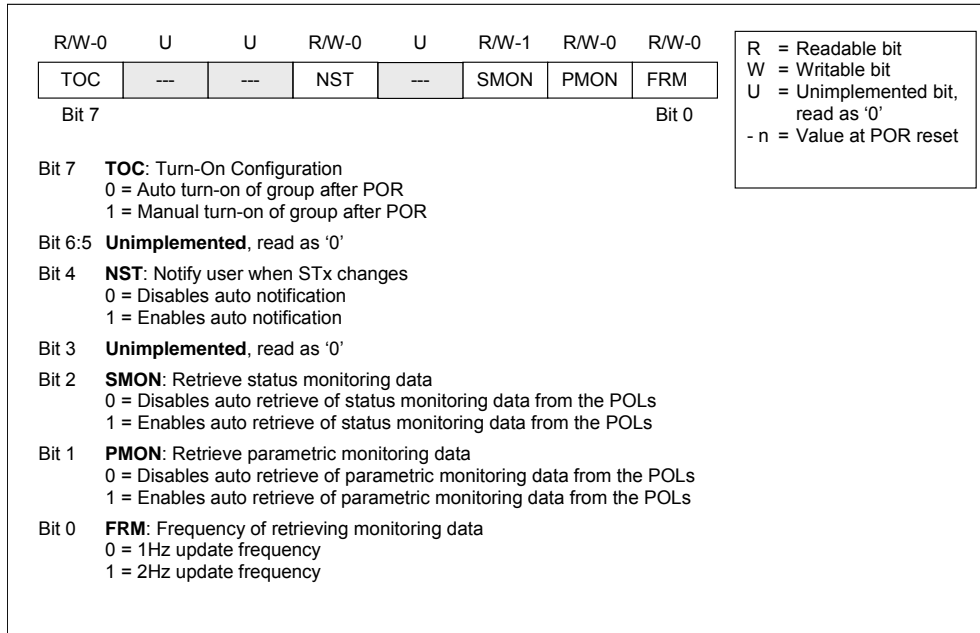 R/W-0 U U R/W-0 U R/W-1 R/W-0 R/W-0
TOC --- --- NST --- SMON PMON FRM
Bit 7 Bit 0
R = Readable bit
W = Writable bit
U = Unimplemented bit,
read as ‘0’
- n = Value at POR reset
Bit 7 TOC: Turn-On Configuration
0 = Auto turn-on of group after POR
1 = Manual turn-on of group after POR
Bit 6:5 Unimplemented, read as ‘0’
Bit 4 NST: Notify user when STx changes
0 = Disables auto notification
1 = Enables auto notification
Bit 3 Unimplemented, read as ‘0’
Bit 2 SMON: Retrieve status monitoring data
0 = Disables auto retrieve of status monitoring data from the POLs
1 = Enables auto retrieve of status monitoring data from the POLs
Bit 1 PMON: Retrieve parametric monitoring data
0 = Disables auto retrieve of parametric monitoring data from the POLs
1 = Enables auto retrieve of parametric monitoring data from the POLs
Bit 0 FRM: Frequency of retrieving monitoring data
0 = 1Hz update frequency
1 = 2Hz update frequency